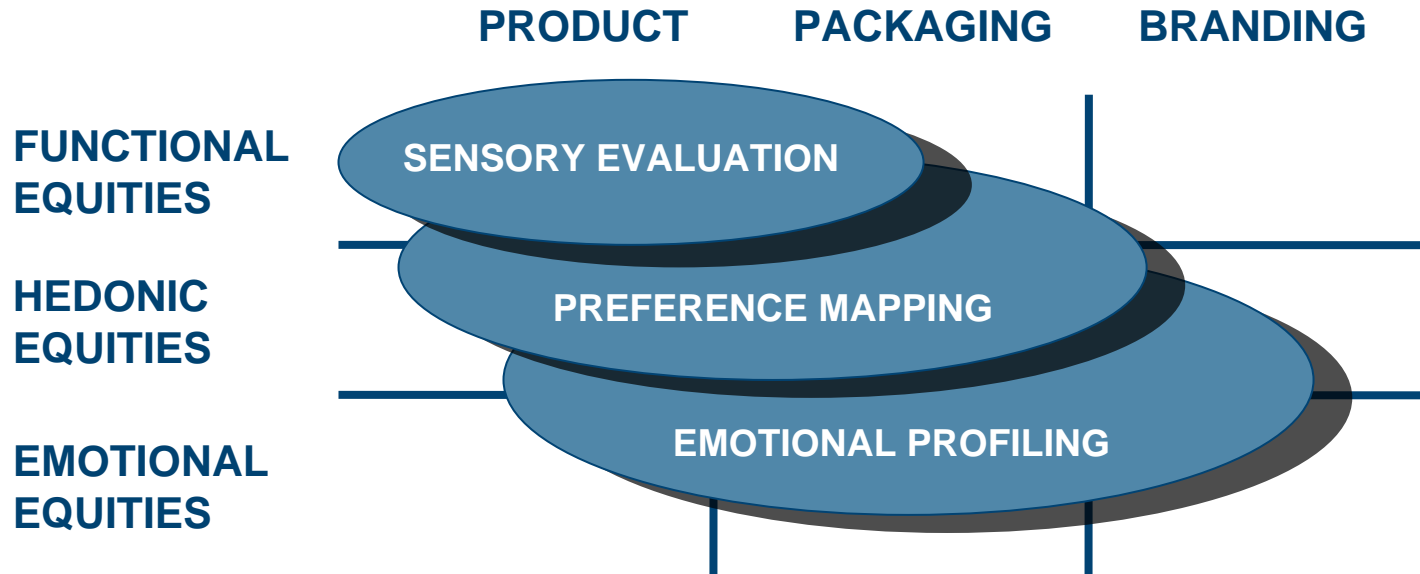 PRODUCT PACKAGING BRANDING
FUNCTIONAL
EQUITIES
SENSORY EVALUATION
HEDONIC
EQUITIES
PREFERENCE MAPPING
EMOTIONAL
EQUITIES
EMOTIONAL PROFILING